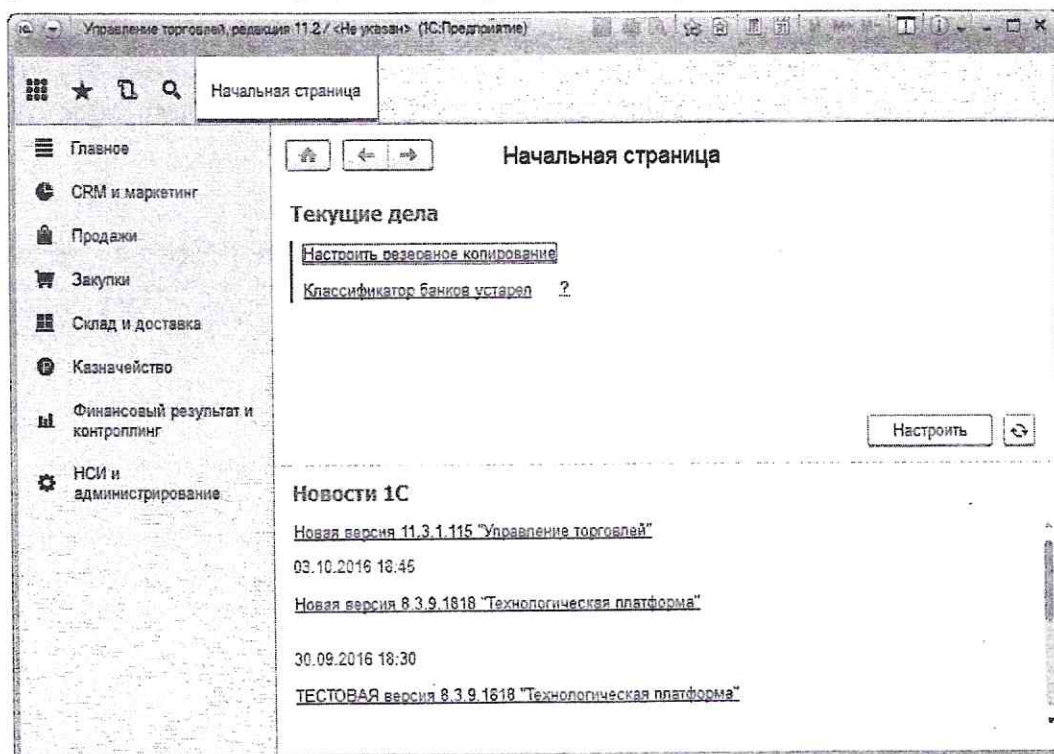 Управление торговлей, редакция 11.2 / <Не указан> (1С:Предприятие)
M M+ M-
Начальная страница
Главное
CRM и маркетинг
Продажи
Закупки
Склад и доставка
Казначейство
Финансовый результат и
контроллинг
НСИ и
администрирование
Начальная страница
Текущие дела
Настроить резервное копирование
Классификатор банков устарел ?
Настроить
Новости 1С
Новая версия 11.3.1.115 "Управление торговлей"
03.10.2016 18:45
Новая версия 8.3.9.1818 "Технологическая платформа"
30.09.2016 18:30
ТЕСТОВАЯ версия 8.3.9.1818 "Технологическая платформа"